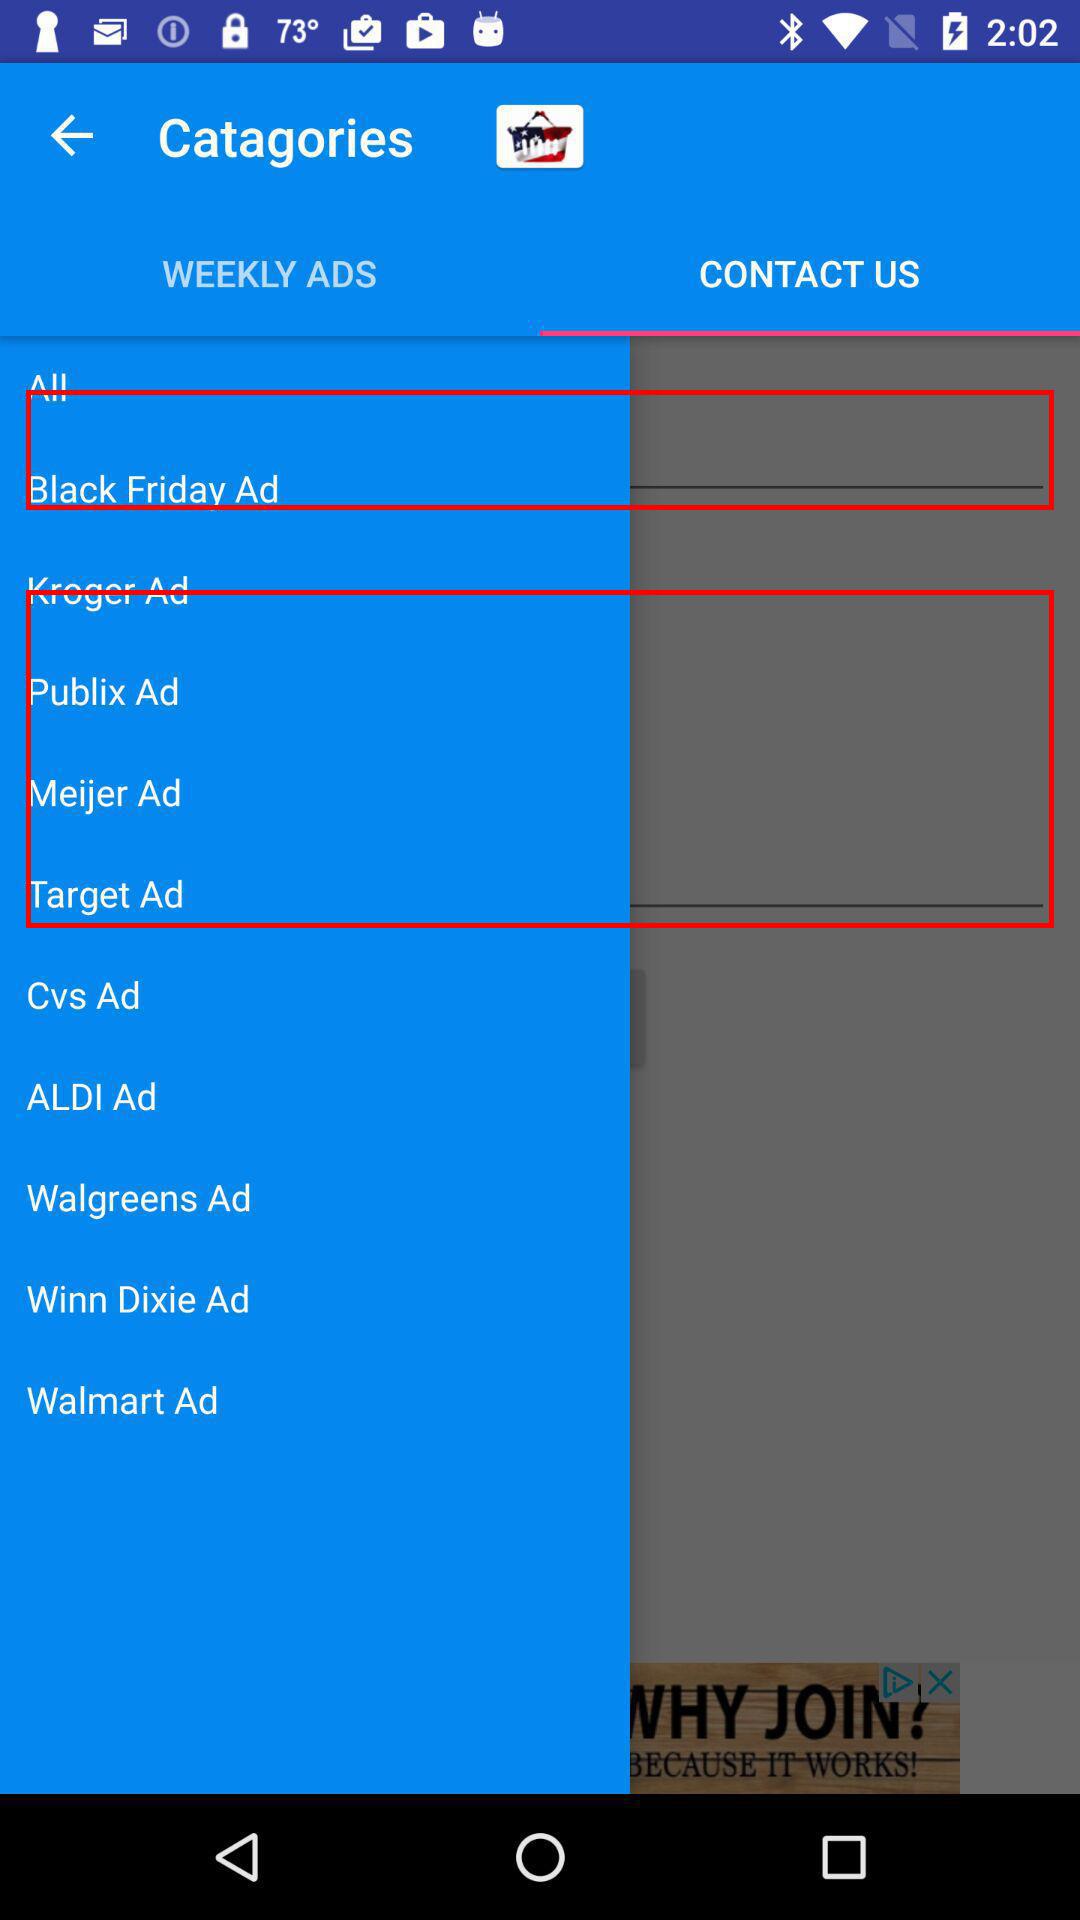 73° 2:02
Catagories
WEEKLY ADS CONTACT US
All
Black Friday Ad
Kroger Ad
Publix Ad
Meijer Ad
Target Ad
Cvs Ad
ALDI Ad
Walgreens Ad
Winn Dixie Ad
Walmart Ad
WHY JOIN?
BECAUSE IT WORKS!